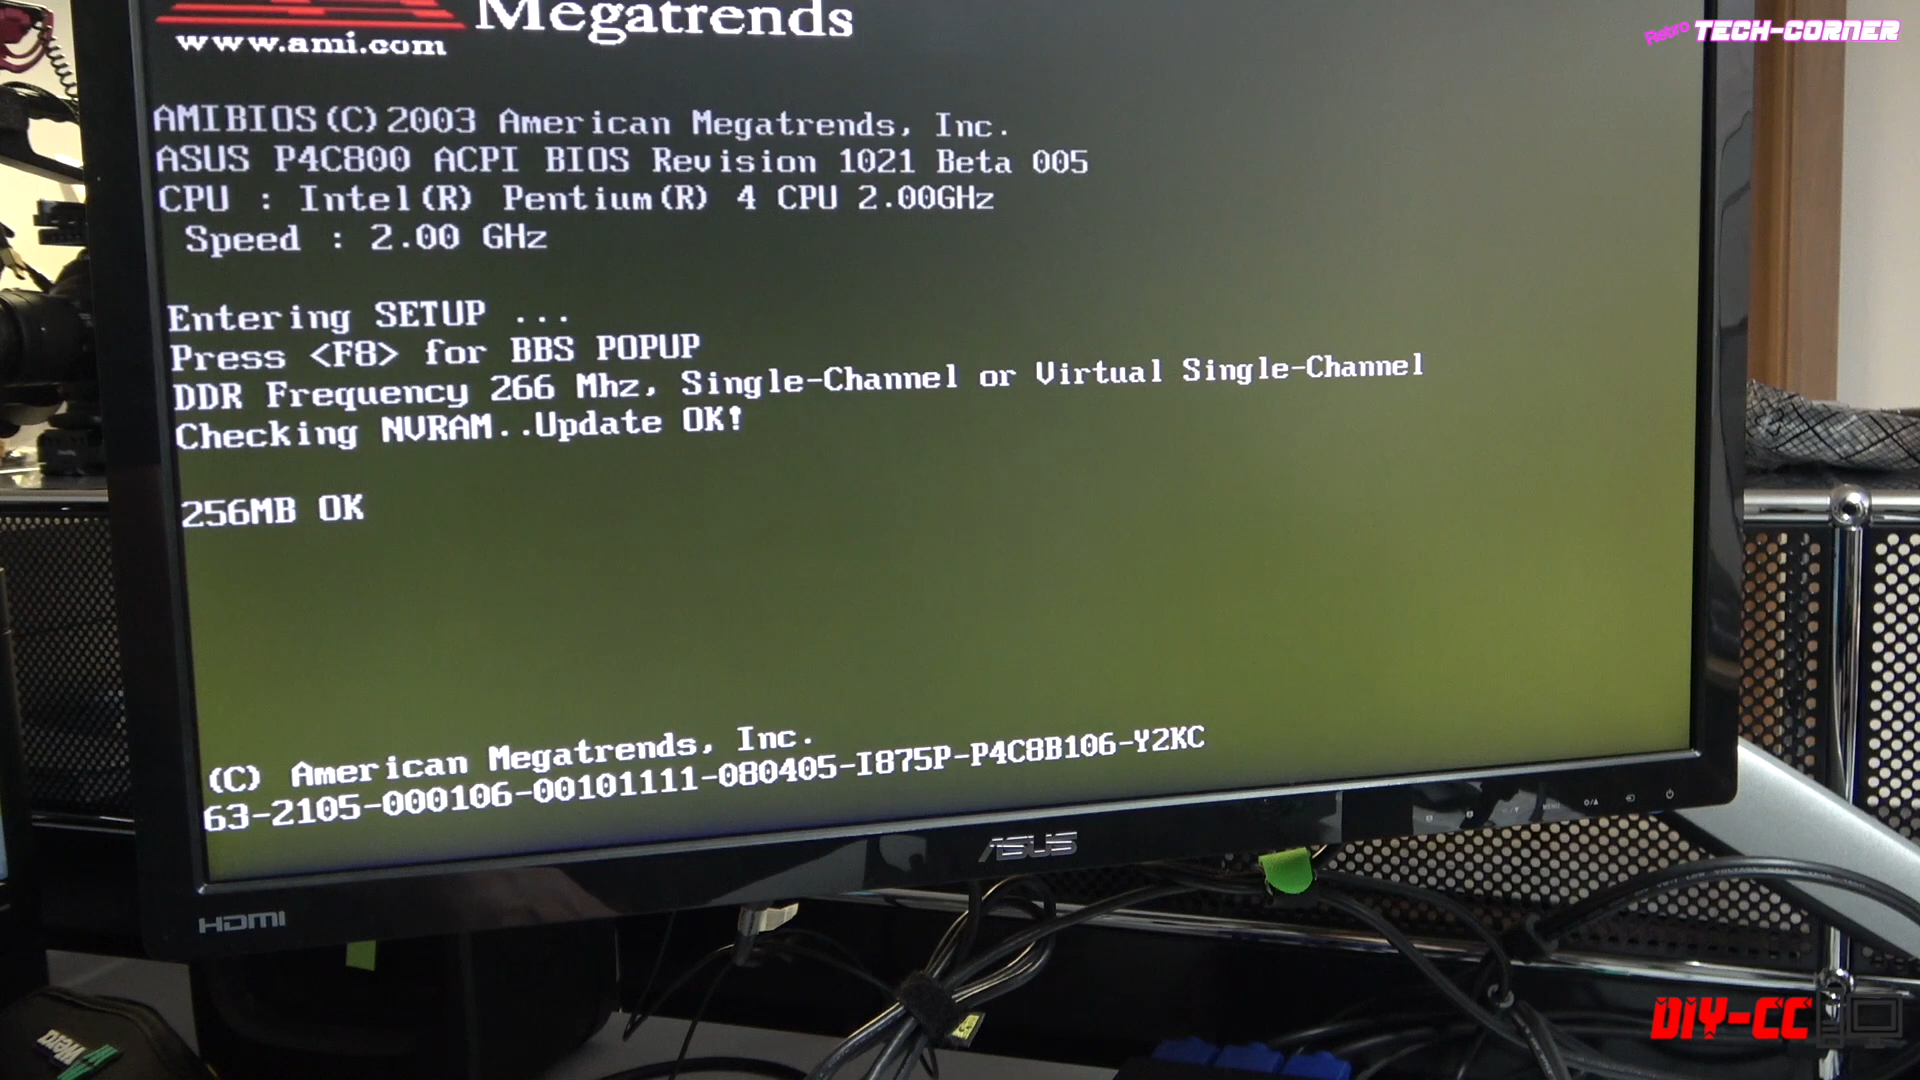 Megatrends
www.ami.com
Retro TECH-CORNER
AMIBIOS(C)2003 American Megatrends, Inc.
ASUS P4C800 ACPI BIOS Revision 1021 Beta 005
CPU : Intel(R) Pentium(R) 4 CPU 2.00GHz
Speed : 2.00 GHz
Entering SETUP ...
Press <F8> for BBS POPUP
DDR Frequency 266 Mhz, Single-Channel or Virtual Single-Channel
Checking NVRAM..Update OK!
256MB OK
(C) American Megatrends, Inc.
63-2105-000106-00101111-080405-I875P-P4C8B106-Y2KC
ASUS
HDMI
MENU
Wera
DIY-CC